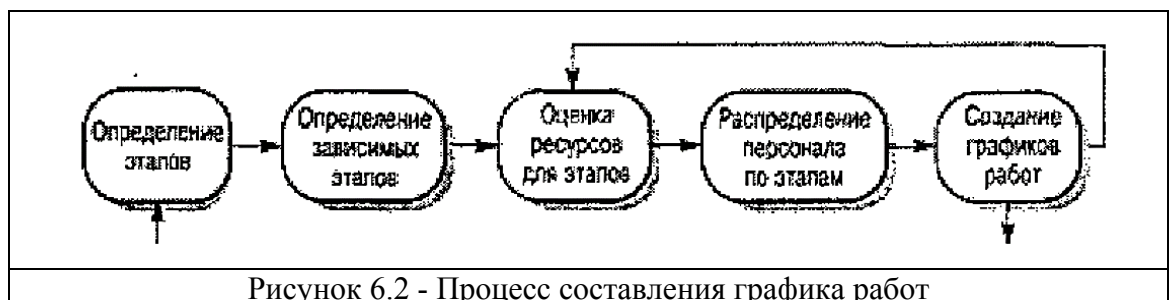 Определение
этапов
Определение
зависимых
этапов
Оценка
ресурсов
для этапов
Распределение
персонала
по этапам
Создание
графиков
работ
Рисунок 6.2 - Процесс составления графика работ